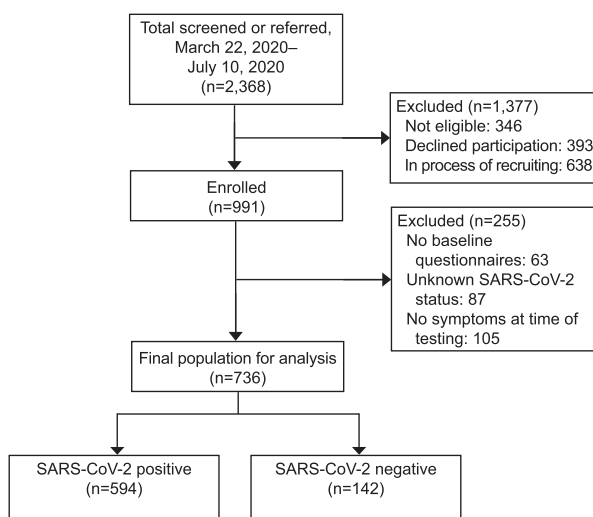 Total screened or referred,
March 22, 2020–
July 10, 2020
(n=2,368)
Excluded (n=1,377)
Not eligible: 346
Declined participation: 393
In process of recruiting: 638
Enrolled
(n=991)
Excluded (n=255)
No baseline
questionnaires: 63
Unknown SARS-CoV-2
status: 87
No symptoms at time of
testing: 105
Final population for analysis
(n=736)
SARS-CoV-2 positive
(n=594)
SARS-CoV-2 negative
(n=142)